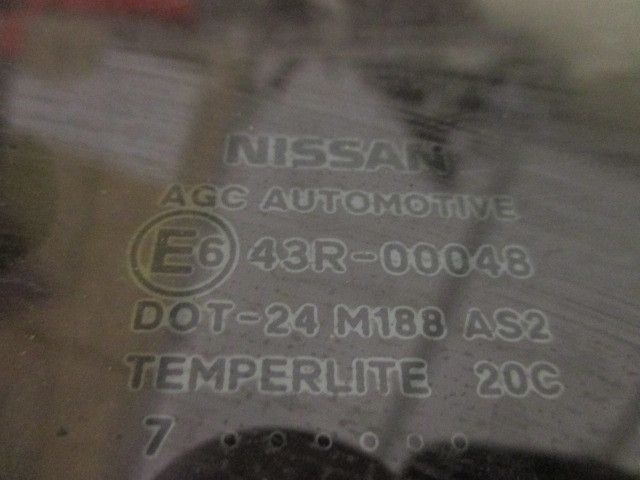 NISSAN
AGC AUTOMOTIVE
E6 43R-00048
DOT-24 M188 AS2
TEMPERLITE 20C
7 • • • • • •